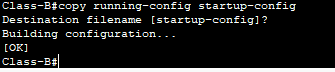 Class-B#copy running-config startup-config
Destination filename [startup-config]?
Building configuration...
[OK]
Class-B#